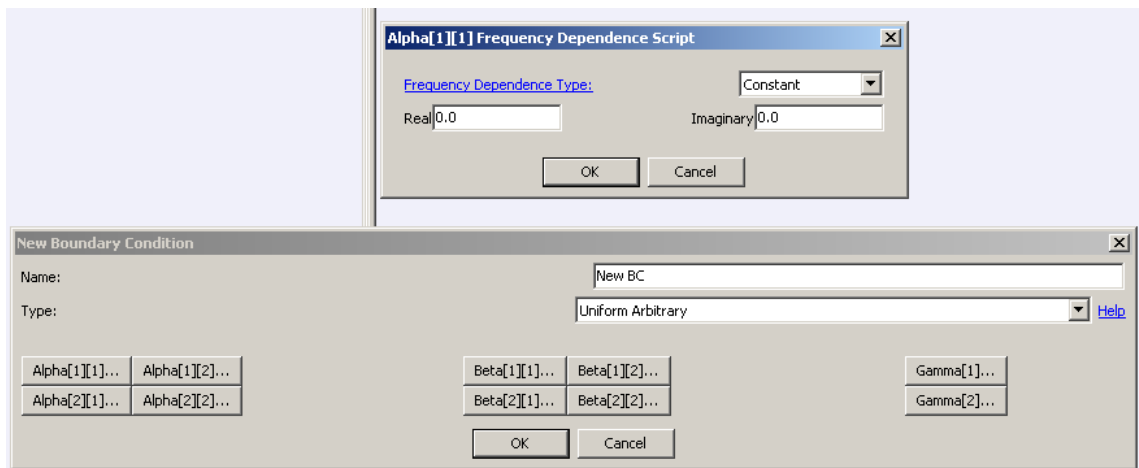 Alpha[1][1] Frequency Dependence Script
Frequency Dependence Type: Constant
Real 0.0 Imaginary 0.0
OK Cancel
New Boundary Condition
Name: New BC
Type: Uniform Arbitrary Help
Alpha[1][1]... Alpha[1][2]... Beta[1][1]... Beta[1][2]... Gamma[1]...
Alpha[2][1]... Alpha[2][2]... Beta[2][1]... Beta[2][2]... Gamma[2]...
OK Cancel